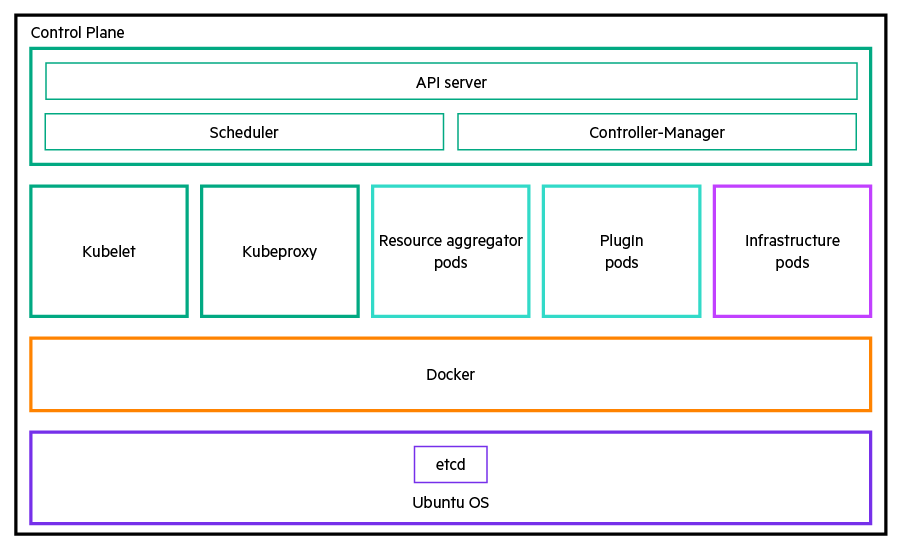 Control Plane
API server
Scheduler
Controller-Manager
Kubelet
Kubeproxy
Resource aggregator
pods
Plugin
pods
Infrastructure
pods
Docker
etcd
Ubuntu OS